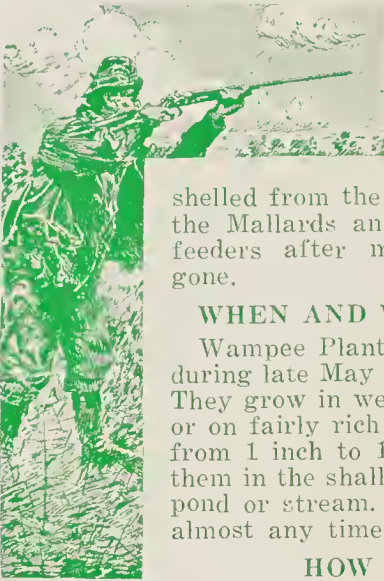 shelled from the
the Mallards an
feeders after m
gone.
WHEN AND
Wampee Plant
during late May
They grow in we
or on fairly rich
from 1 inch to 1
them in the shall
pond or stream.
almost any time
HOW